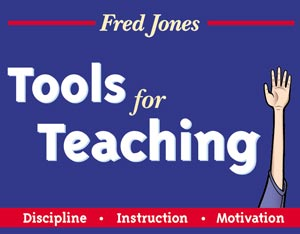 Fred Jones
Tools for
Teaching
Discipline • Instruction • Motivation